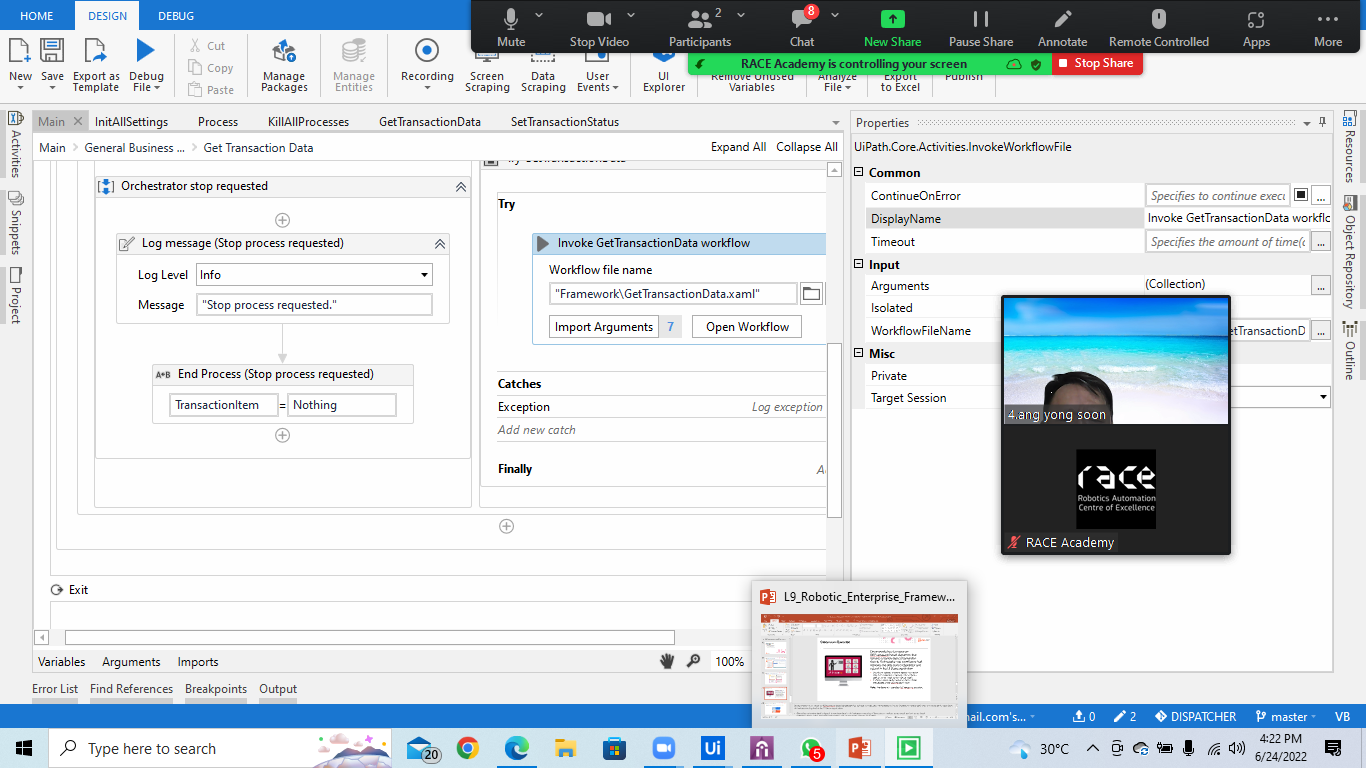 HOME
DESIGN
DEBUG
Mute
Stop Video
2
Participants
8
Chat
New Share
Pause Share
Annotate
Remote Controlled
Apps
More
RACE Academy is controlling your screen
Stop Share
New
Save
Export as
Template
Debug
File
Cut
Copy
Paste
Manage
Packages
Manage
Entities
Recording
Screen
Scraping
Data
Scraping
User
Events
UI
Explorer
Remove Unused
Variables
Analyze
File
Export
to Excel
Publish
Main
InitAllSettings
Process
KillAllProcesses
GetTransactionData
SetTransactionStatus
Main
General Business ...
Get Transaction Data
Expand All
Collapse All
Activities
Snippets
Project
Orchestrator stop requested
Log message (Stop process requested)
Log Level
Info
Message
"Stop process requested."
End Process (Stop process requested)
A+B
TransactionItem
=
Nothing
Try GetTransactionData
Try
Invoke GetTransactionData workflow
Workflow file name
"Framework\GetTransactionData.xaml"
Import Arguments
7
Open Workflow
Catches
Exception
Log exception
Add new catch
Finally
Exit
Variables
Arguments
Imports
100%
Error List
Find References
Breakpoints
Output
Properties
UiPath.Core.Activities.InvokeWorkflowFile
Common
ContinueOnError
Specifies to continue exec
...
DisplayName
Invoke GetTransactionData workflo
Timeout
Specifies the amount of time(
...
Input
Arguments
(Collection)
...
Isolated
WorkflowFileName
etTransactionD
...
Misc
Private
Target Session
Resources
Object Repository
Outline
4.ang yong soon
race
Robotics Automation
Centre of Excellence
RACE Academy
L9_Robotic_Enterprise_Framew...
mail.com's...
0
2
DISPATCHER
master
VB
Type here to search
20
Ui
5
30°C
4:22 PM
6/24/2022